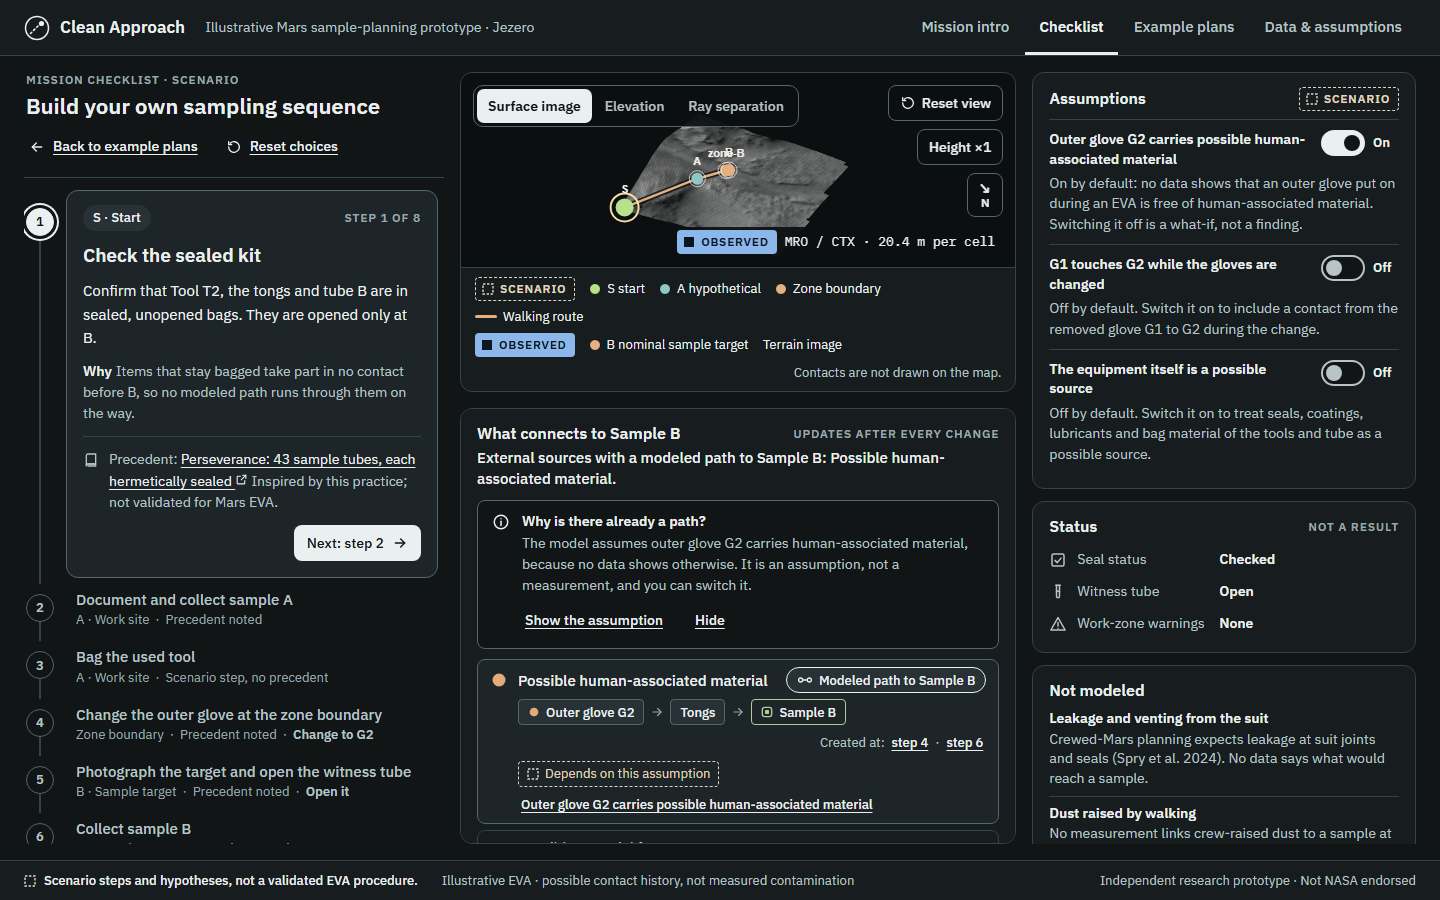 Clean Approach
Illustrative Mars sample-planning prototype · Jezero
Mission intro
Checklist
Example plans
Data & assumptions
MISSION CHECKLIST · SCENARIO
Build your own sampling sequence
Back to example plans
Reset choices
1
S · Start
STEP 1 OF 8
Check the sealed kit
Confirm that Tool T2, the tongs and tube B are in
sealed, unopened bags. They are opened only at
B.
Why Items that stay bagged take part in no contact
before B, so no modeled path runs through them on
the way.
Precedent: Perseverance: 43 sample tubes, each
hermetically sealed Inspired by this practice;
not validated for Mars EVA.
Next: step 2
2
Document and collect sample A
A · Work site · Precedent noted
3
Bag the used tool
A · Work site · Scenario step, no precedent
4
Change the outer glove at the zone boundary
Zone boundary · Precedent noted · Change to G2
5
Photograph the target and open the witness tube
B · Sample target · Precedent noted · Open it
6
Collect sample B
Surface image
Elevation
Ray separation
Reset view
Height ×1
N
S
A
B
OBSERVED
MRO / CTX · 20.4 m per cell
SCENARIO
S start
A hypothetical
Zone boundary
Walking route
OBSERVED
B nominal sample target
Terrain image
Contacts are not drawn on the map.
What connects to Sample B
UPDATES AFTER EVERY CHANGE
External sources with a modeled path to Sample B: Possible human-
associated material.
Why is there already a path?
The model assumes outer glove G2 carries human-associated material,
because no data shows otherwise. It is an assumption, not a
measurement, and you can switch it.
Show the assumption
Hide
Possible human-associated material
Modeled path to Sample B
Outer glove G2
Tongs
Sample B
Created at: step 4 · step 6
Depends on this assumption
Outer glove G2 carries possible human-associated material
Assumptions
SCENARIO
Outer glove G2 carries possible human-
associated material
On
On by default: no data shows that an outer glove put on
during an EVA is free of human-associated material.
Switching it off is a what-if, not a finding.
G1 touches G2 while the gloves are
changed
Off
Off by default. Switch it on to include a contact from the
removed glove G1 to G2 during the change.
The equipment itself is a possible
source
Off
Off by default. Switch it on to treat seals, coatings,
lubricants and bag material of the tools and tube as a
possible source.
Status
NOT A RESULT
Seal status
Checked
Witness tube
Open
Work-zone warnings
None
Not modeled
Leakage and venting from the suit
Crewed-Mars planning expects leakage at suit joints
and seals (Spry et al. 2024). No data says what would
reach a sample.
Dust raised by walking
No measurement links crew-raised dust to a sample at
Scenario steps and hypotheses, not a validated EVA procedure.
Illustrative EVA · possible contact history, not measured contamination
Independent research prototype · Not NASA endorsed